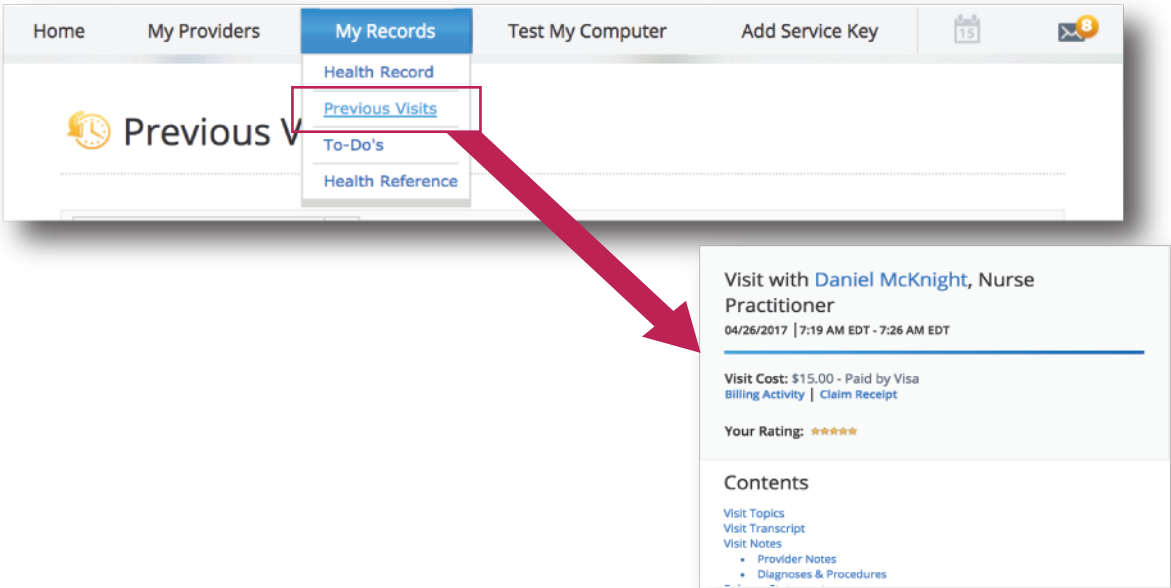 Home My Providers My Records Test My Computer Add Service Key 15 8
Health Record
Previous Visits
Previous V
To-Do's
Health Reference
Visit with Daniel McKnight, Nurse
Practitioner
04/26/2017 | 7:19 AM EDT - 7:26 AM EDT
Visit Cost: $15.00 - Paid by Visa
Billing Activity | Claim Receipt
Your Rating:
Contents
Visit Topics
Visit Transcript
Visit Notes
• Provider Notes
• Diagnoses & Procedures